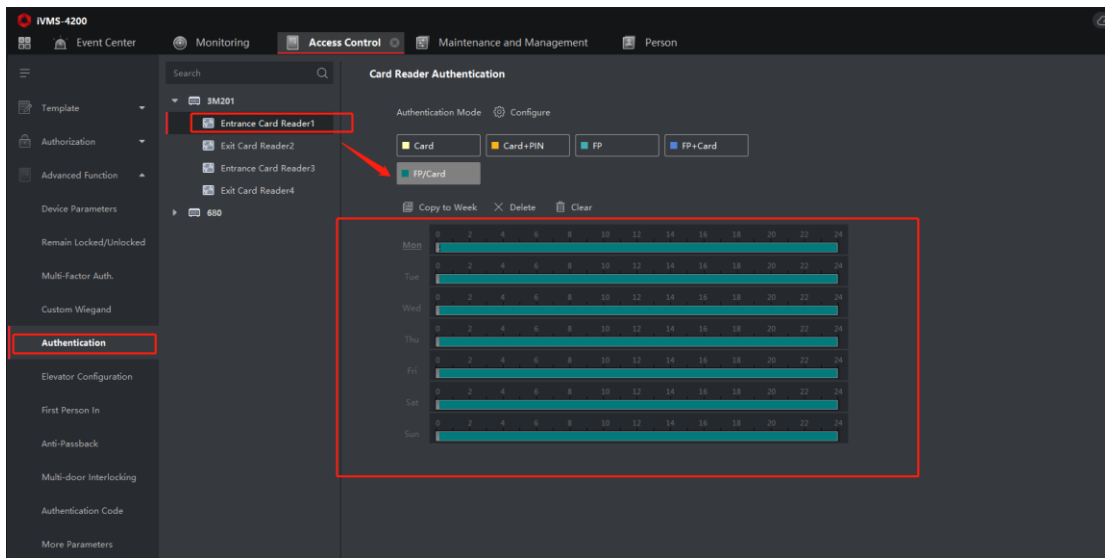 iVMS-4200
Event Center
Monitoring
Access Control
Maintenance and Management
Person
Search
Template
Authorization
Advanced Function
Device Parameters
Remain Locked/Unlocked
Multi-Factor Auth.
Custom Wiegand
Authentication
Elevator Configuration
First Person In
Anti-Passback
Multi-door Interlocking
Authentication Code
More Parameters
3M201
Entrance Card Reader1
Exit Card Reader2
Entrance Card Reader3
Exit Card Reader4
680
Card Reader Authentication
Authentication Mode Configure
Card Card+PIN FP FP+Card
FP/Card
Copy to Week Delete Clear
0 2 4 6 8 10 12 14 16 18 20 22 24
Mon
0 2 4 6 8 10 12 14 16 18 20 22 24
Tue
0 2 4 6 8 10 12 14 16 18 20 22 24
Wed
0 2 4 6 8 10 12 14 16 18 20 22 24
Thu
0 2 4 6 8 10 12 14 16 18 20 22 24
Fri
0 2 4 6 8 10 12 14 16 18 20 22 24
Sat
0 2 4 6 8 10 12 14 16 18 20 22 24
Sun